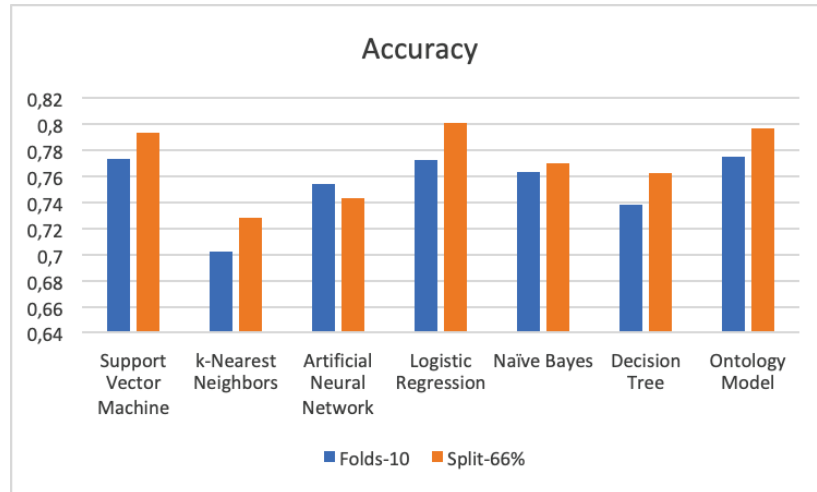 Accuracy
0,82
0,8
0,78
0,76
0,74
0,72
0,7
0,68
0,66
0,64
Support Vector Machine
k-Nearest Neighbors
Artificial Neural Network
Logistic Regression
Naïve Bayes
Decision Tree
Ontology Model
Folds-10
Split-66%